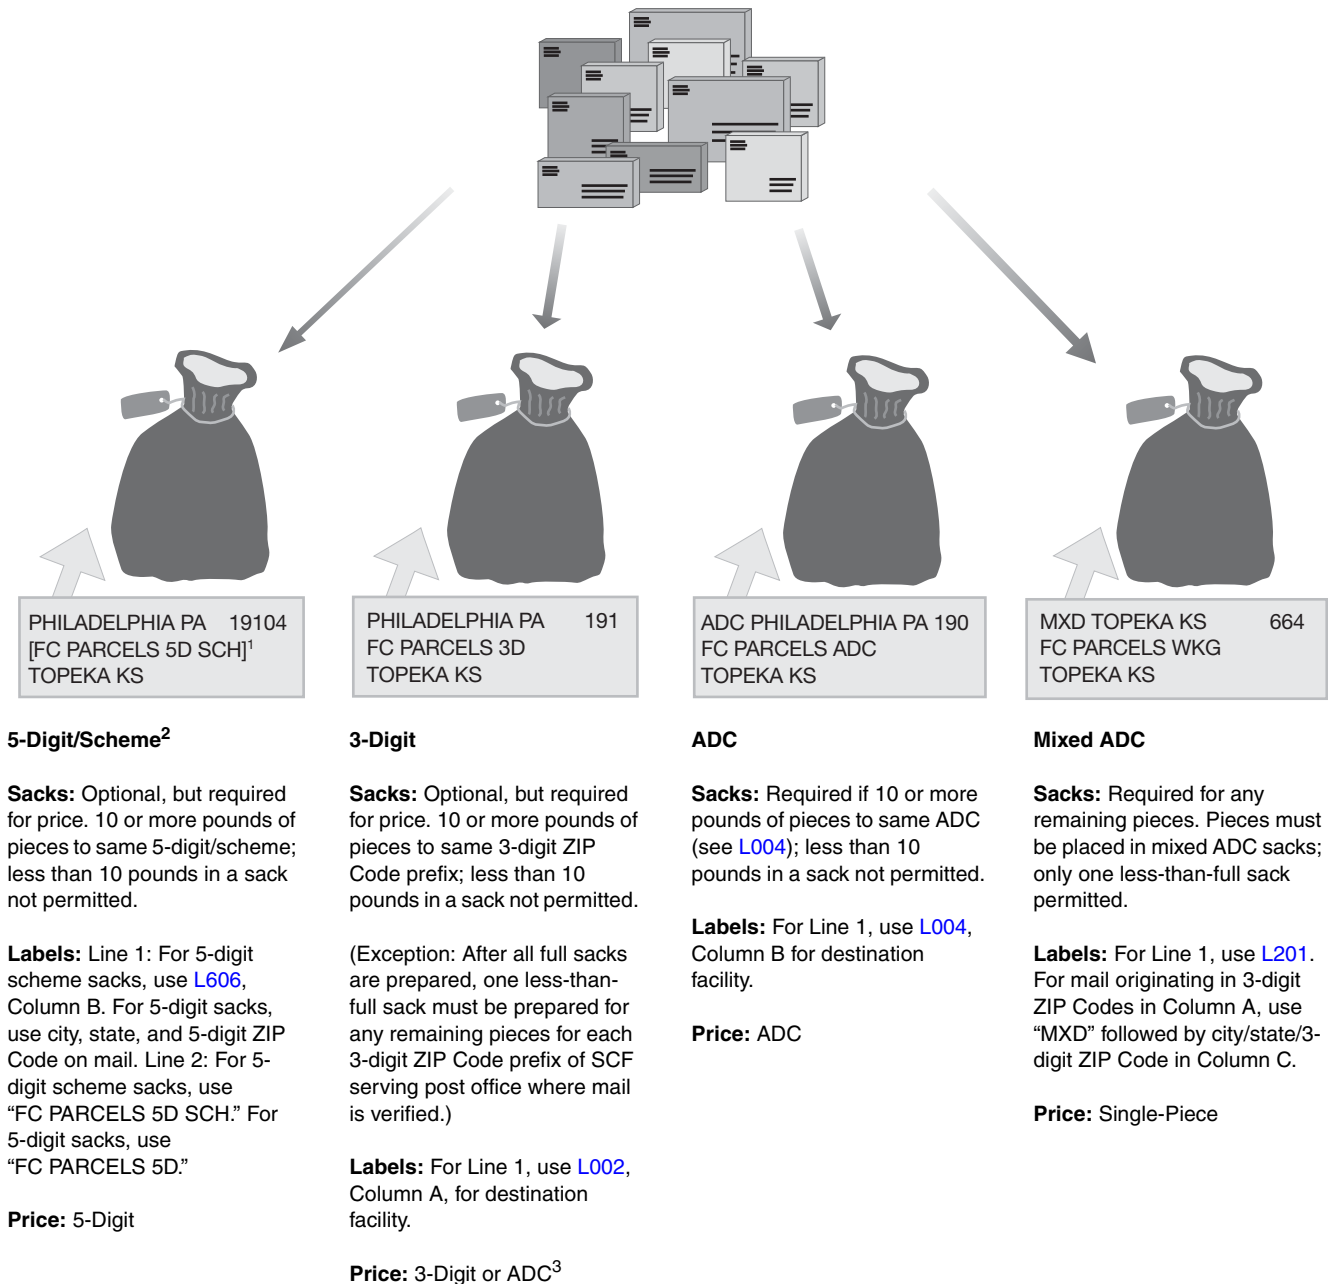 PHILADELPHIA PA 19104
[FC PARCELS 5D SCH]1
TOPEKA KS
PHILADELPHIA PA 191
FC PARCELS 3D
TOPEKA KS
ADC PHILADELPHIA PA 190
FC PARCELS ADC
TOPEKA KS
MXD TOPEKA KS 664
FC PARCELS WKG
TOPEKA KS
5-Digit/Scheme2
Sacks: Optional, but required
for price. 10 or more pounds of
pieces to same 5-digit/scheme;
less than 10 pounds in a sack
not permitted.
Labels: Line 1: For 5-digit
scheme sacks, use L606,
Column B. For 5-digit sacks,
use city, state, and 5-digit ZIP
Code on mail. Line 2: For 5-
digit scheme sacks, use
“FC PARCELS 5D SCH.” For
5-digit sacks, use
“FC PARCELS 5D.”
Price: 5-Digit
3-Digit
Sacks: Optional, but required
for price. 10 or more pounds of
pieces to same 3-digit ZIP
Code prefix; less than 10
pounds in a sack not permitted.
(Exception: After all full sacks
are prepared, one less-than-
full sack must be prepared for
any remaining pieces for each
3-digit ZIP Code prefix of SCF
serving post office where mail
is verified.)
Labels: For Line 1, use L002,
Column A, for destination
facility.
Price: 3-Digit or ADC3
ADC
Sacks: Required if 10 or more
pounds of pieces to same ADC
(see L004); less than 10
pounds in a sack not permitted.
Labels: For Line 1, use L004,
Column B for destination
facility.
Price: ADC
Mixed ADC
Sacks: Required for any
remaining pieces. Pieces must
be placed in mixed ADC sacks;
only one less-than-full sack
permitted.
Labels: For Line 1, use L201.
For mail originating in 3-digit
ZIP Codes in Column A, use
“MXD” followed by city/state/3-
digit ZIP Code in Column C.
Price: Single-Piece